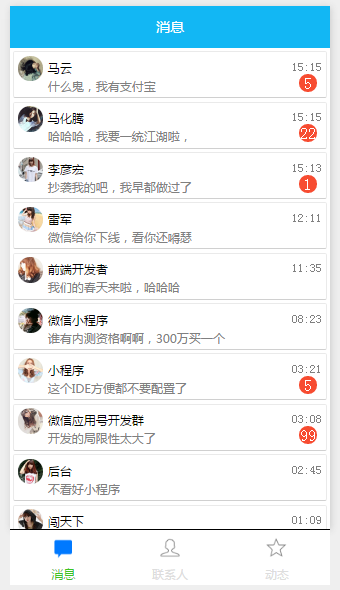 消息
马云
15:15
什么鬼，我有支付宝
5
马化腾
15:15
哈哈哈，我要一统江湖啦，
22
李彦宏
15:13
抄袭我的吧，我早都做过了
1
雷军
12:11
微信给你下线，看你还嘚瑟
前端开发者
11:35
我们的春天来啦，哈哈哈
微信小程序
08:23
谁有内测资格啊啊，300万买一个
小程序
03:21
这个IDE方便都不要配置了
5
微信应用号开发群
03:08
开发的局限性太大了
99
后台
02:45
不看好小程序
闯天下
01:09
消息
联系人
动态